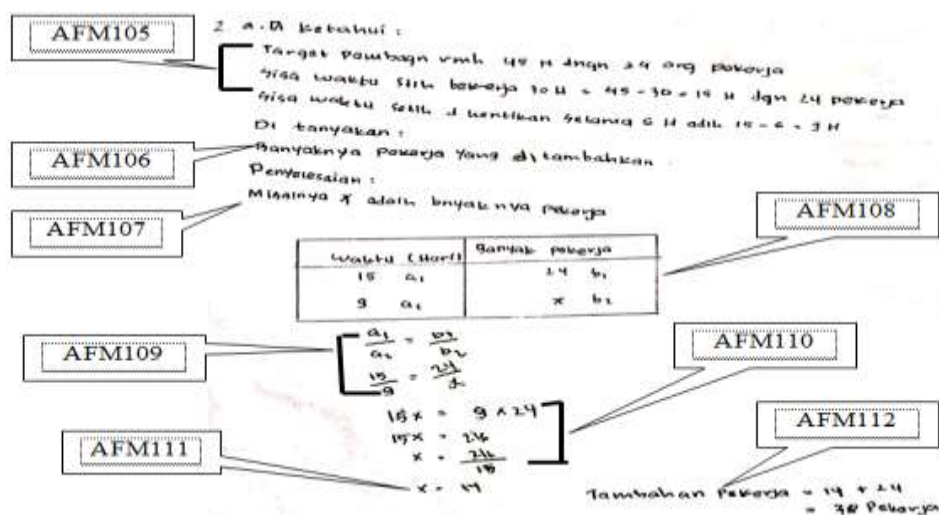 AFM105
2. a. Di ketahui :
Target pembagn rmh 45 H dngn 24 org pekerja
Sisa waktu stlh bekerja 30 H = 45 - 30 = 15 H dgn 24 pekerja
Sisa waktu setlh di hentikan selama 6 H adlh 15 - 6 = 9 H
Di tanyakan :
AFM106
Banyaknya pekerja yang di tambahkan
Penyelesaian :
Misalnya x adalh bnyaknya pekerja
AFM107
AFM108
Waktu (Hari) Banyak pekerja
15 a₁ 24 b₁
9 a₂ x b₂
AFM109
a₁/a₂ = b₁/b₂
15/9 = 24/x
AFM110
15x = 9 x 24
15x = 216
x = 216/15
AFM111
x = 14
AFM112
Tambahan Pekerja = 14 + 24
= 38 Pekerja